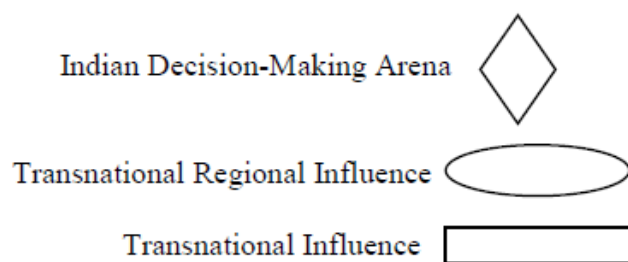 Indian Decision-Making Arena
Transnational Regional Influence
Transnational Influence